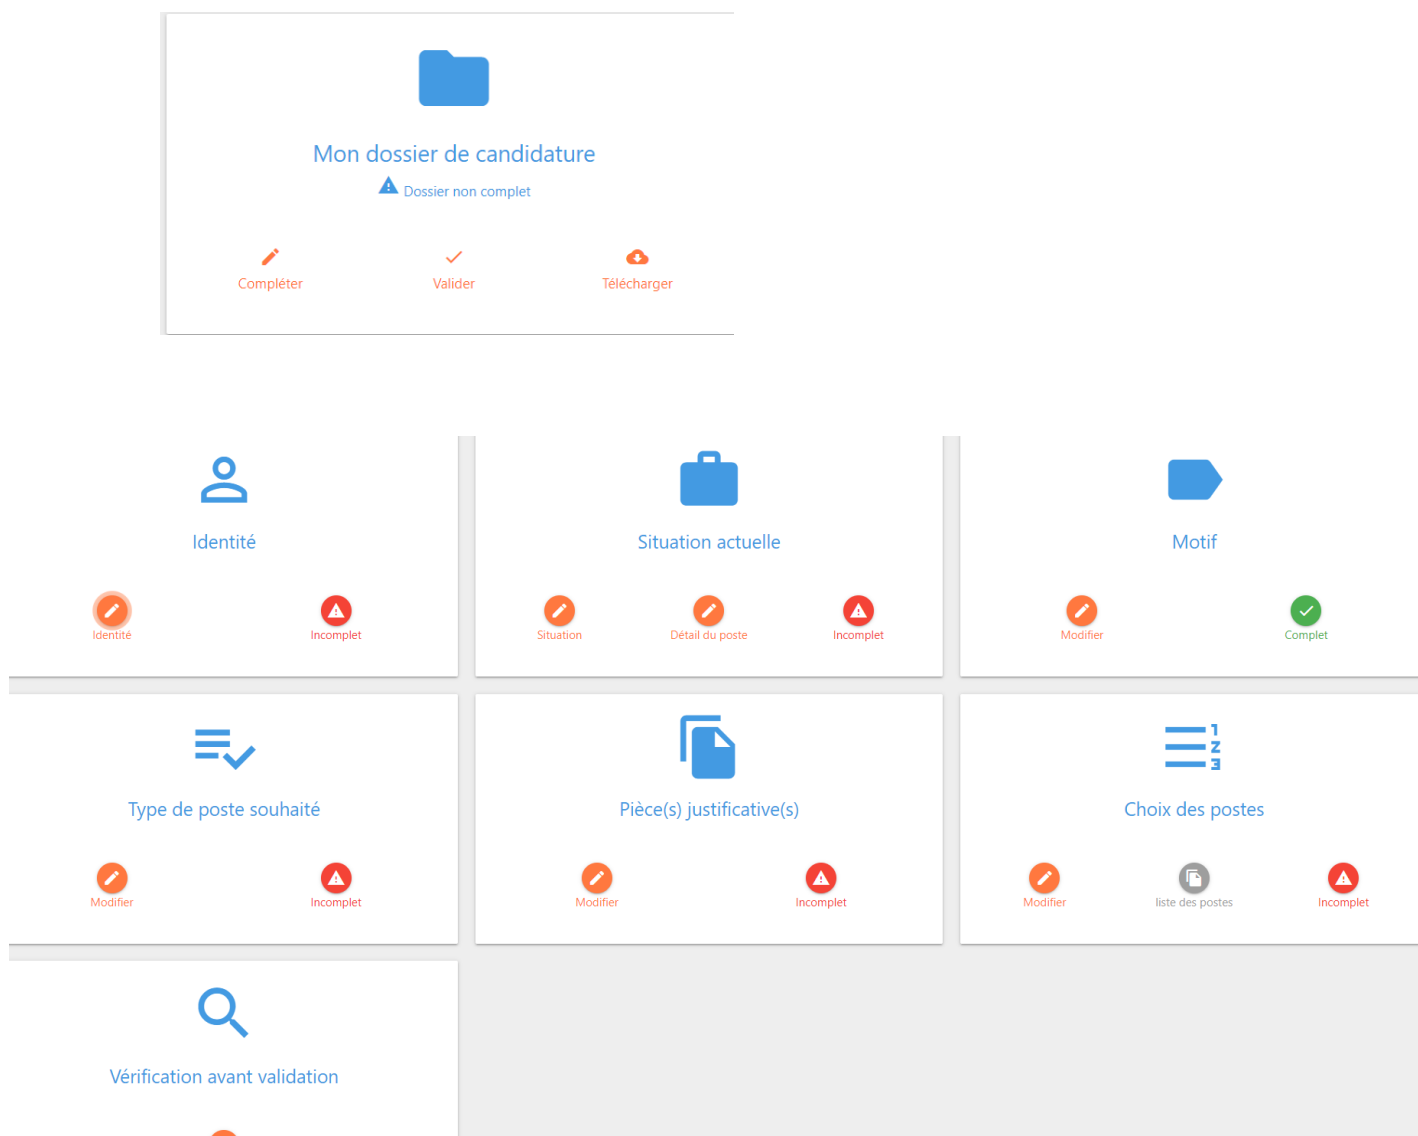 Mon dossier de candidature
Dossier non complet
Compléter Valider Télécharger
Identité Situation actuelle Motif
Identité Incomplet Situation Détail du poste Incomplet Modifier Complet
Type de poste souhaité Pièce(s) justificative(s) Choix des postes
Modifier Incomplet Modifier Incomplet Modifier liste des postes Incomplet
Vérification avant validation